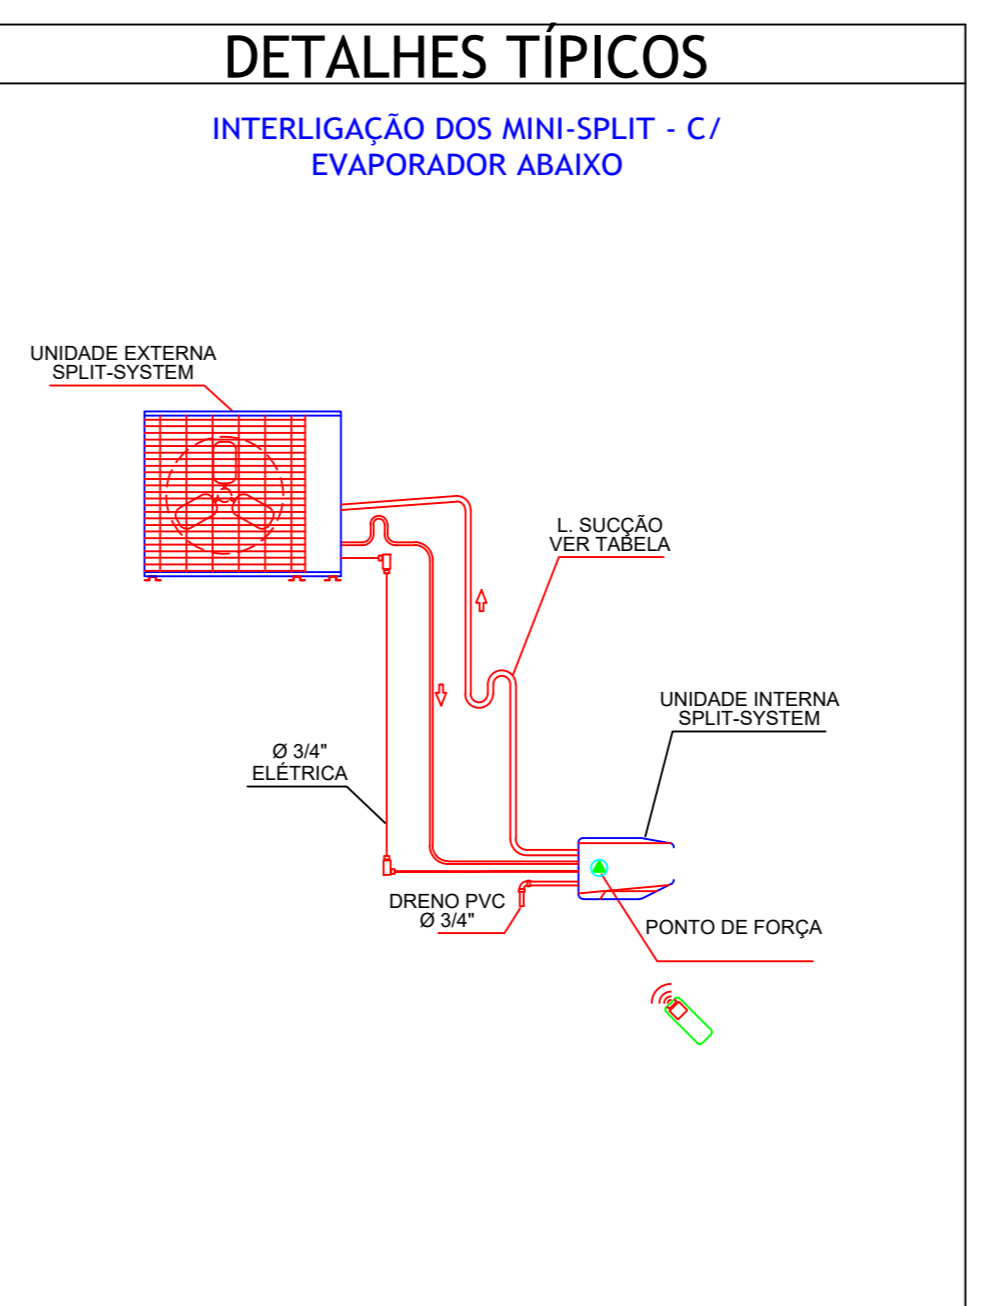 DETALHES TÍPICOS
INTERLIGAÇÃO DOS MINI-SPLIT - C/
EVAPORADOR ABAIXO
UNIDADE EXTERNA
SPLIT-SYSTEM
L. SUCÇÃO
VER TABELA
UNIDADE INTERNA
SPLIT-SYSTEM
Ø 3/4"
ELÉTRICA
DRENO PVC
Ø 3/4"
PONTO DE FORÇA